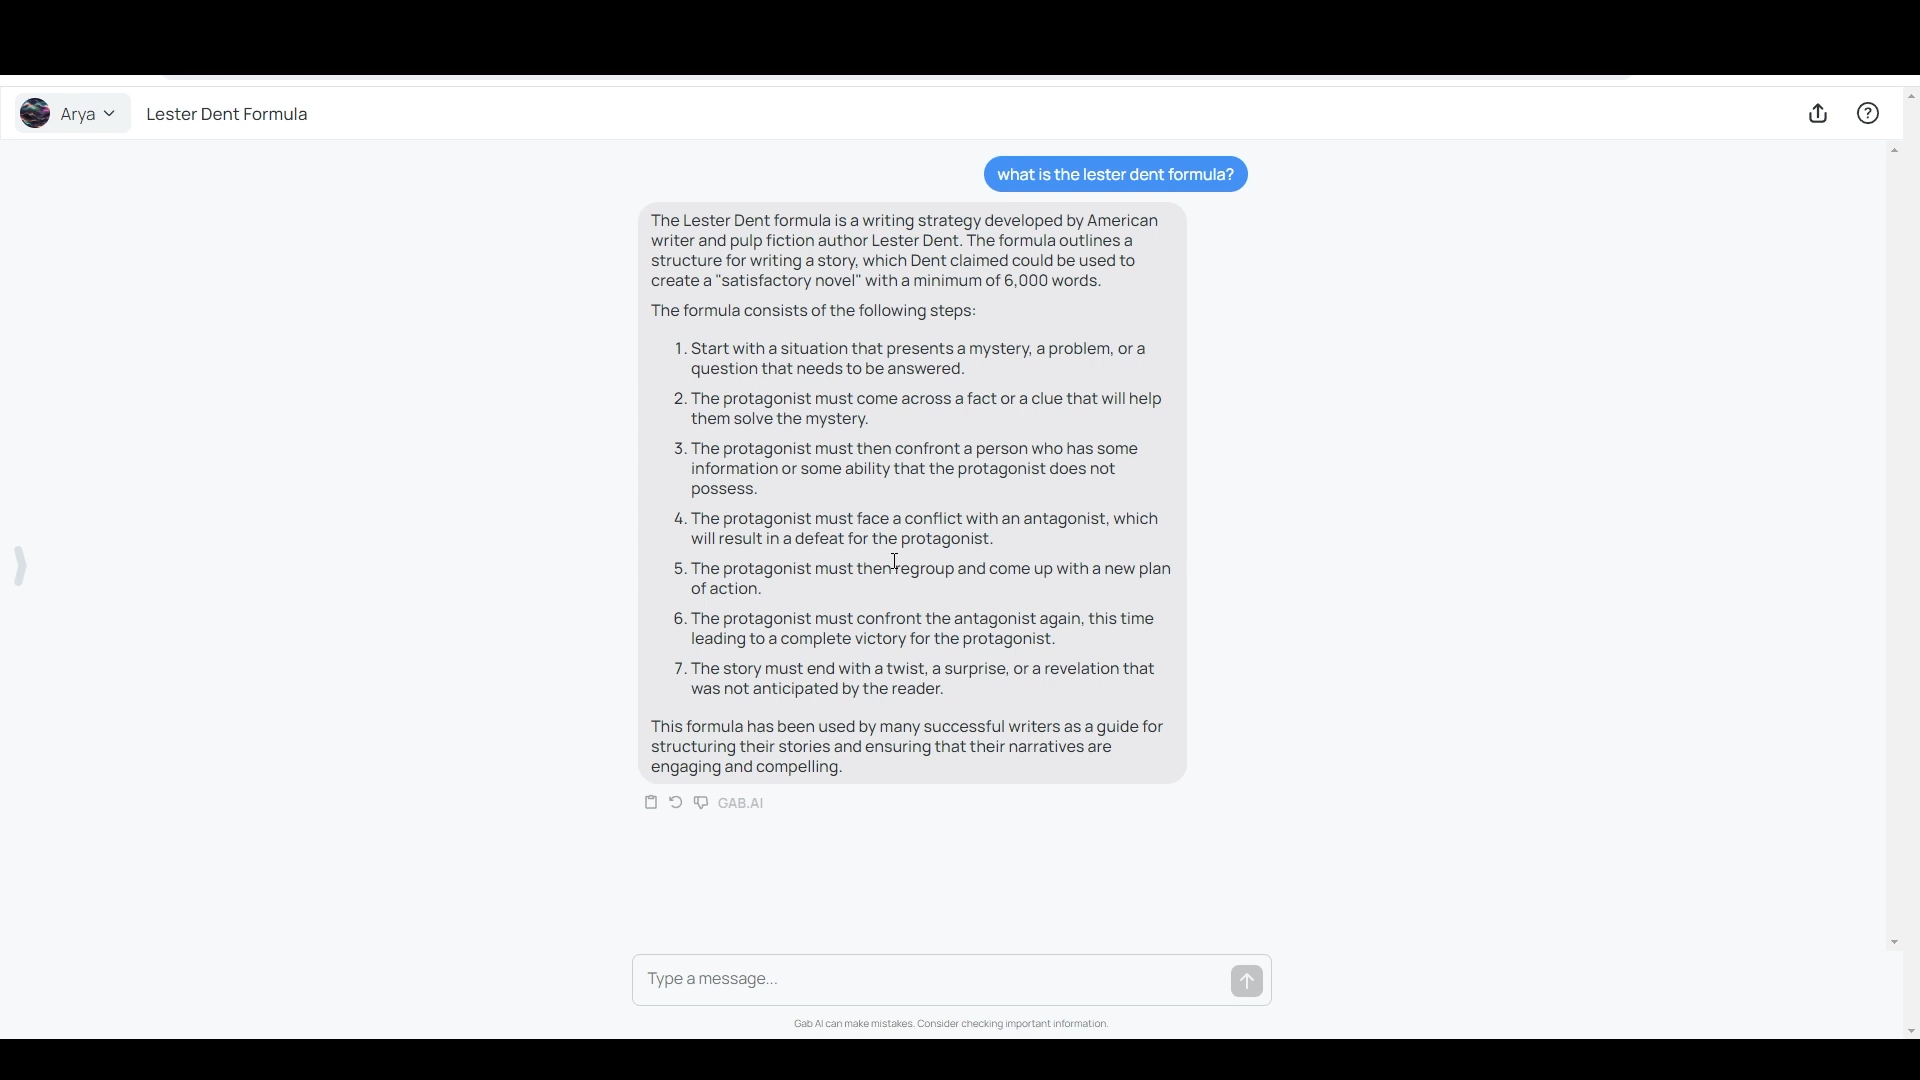 Arya
Lester Dent Formula
what is the lester dent formula?
The Lester Dent formula is a writing strategy developed by American
writer and pulp fiction author Lester Dent. The formula outlines a
structure for writing a story, which Dent claimed could be used to
create a "satisfactory novel" with a minimum of 6,000 words.
The formula consists of the following steps:
1. Start with a situation that presents a mystery, a problem, or a
question that needs to be answered.
2. The protagonist must come across a fact or a clue that will help
them solve the mystery.
3. The protagonist must then confront a person who has some
information or some ability that the protagonist does not
possess.
4. The protagonist must face a conflict with an antagonist, which
will result in a defeat for the protagonist.
5. The protagonist must then regroup and come up with a new plan
of action.
6. The protagonist must confront the antagonist again, this time
leading to a complete victory for the protagonist.
7. The story must end with a twist, a surprise, or a revelation that
was not anticipated by the reader.
This formula has been used by many successful writers as a guide for
structuring their stories and ensuring that their narratives are
engaging and compelling.
GAB.AI
Type a message...
Gab AI can make mistakes. Consider checking important information.